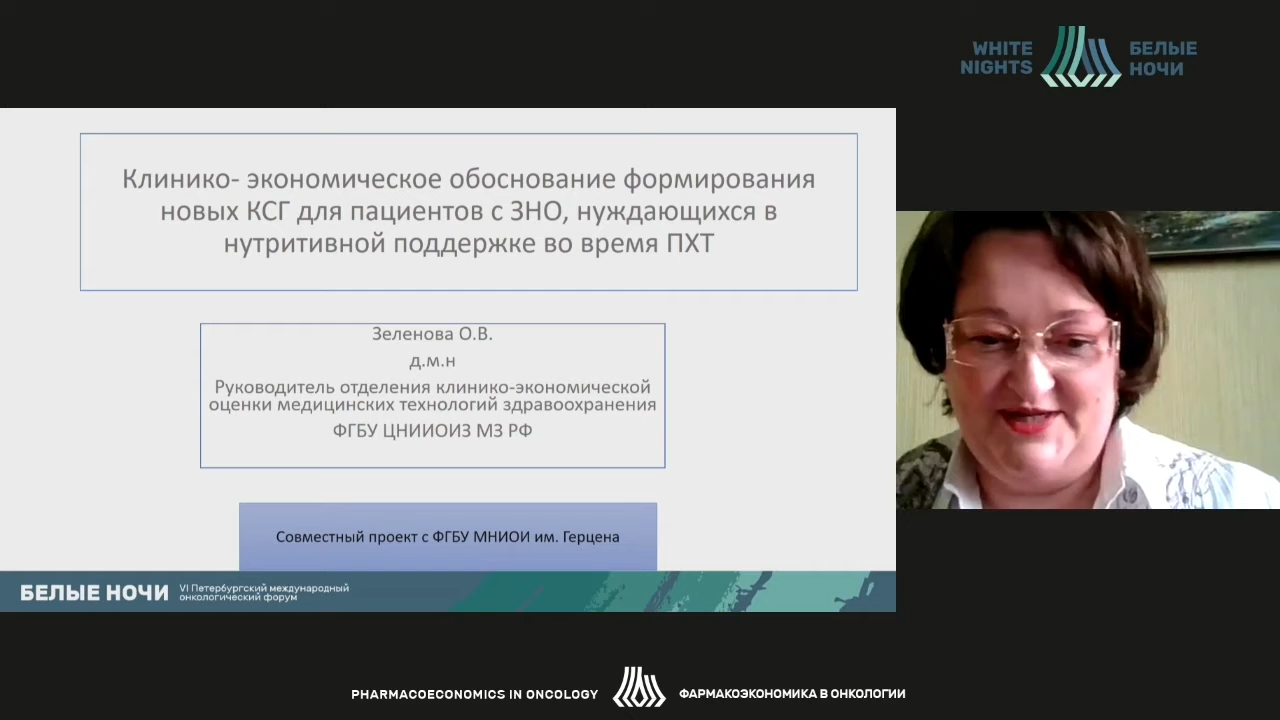 WHITE
NIGHTS
БЕЛЫЕ
НОЧИ
Клинико- экономическое обоснование формирования
новых КСГ для пациентов с ЗНО, нуждающихся в
нутритивной поддержке во время ПХТ
Зеленова О.В.
д.м.н
Руководитель отделения клинико-экономической
оценки медицинских технологий здравоохранения
ФГБУ ЦНИИОИЗ МЗ РФ
Совместный проект с ФГБУ МНИОИ им. Герцена
БЕЛЫЕ НОЧИ
VI Петербургский международный
онкологический форум
PHARMACOECONOMICS IN ONCOLOGY
ФАРМАКОЭКОНОМИКА В ОНКОЛОГИИ